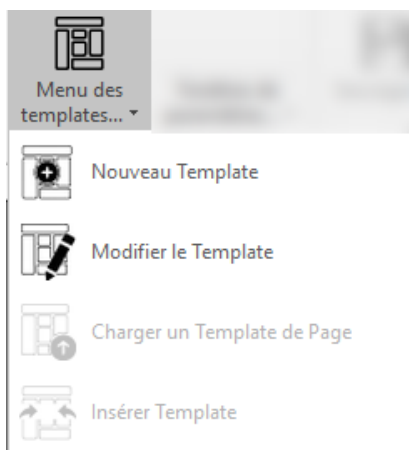 Menu des
templates...
Nouveau Template
Modifier le Template
Charger un Template de Page
Insérer Template